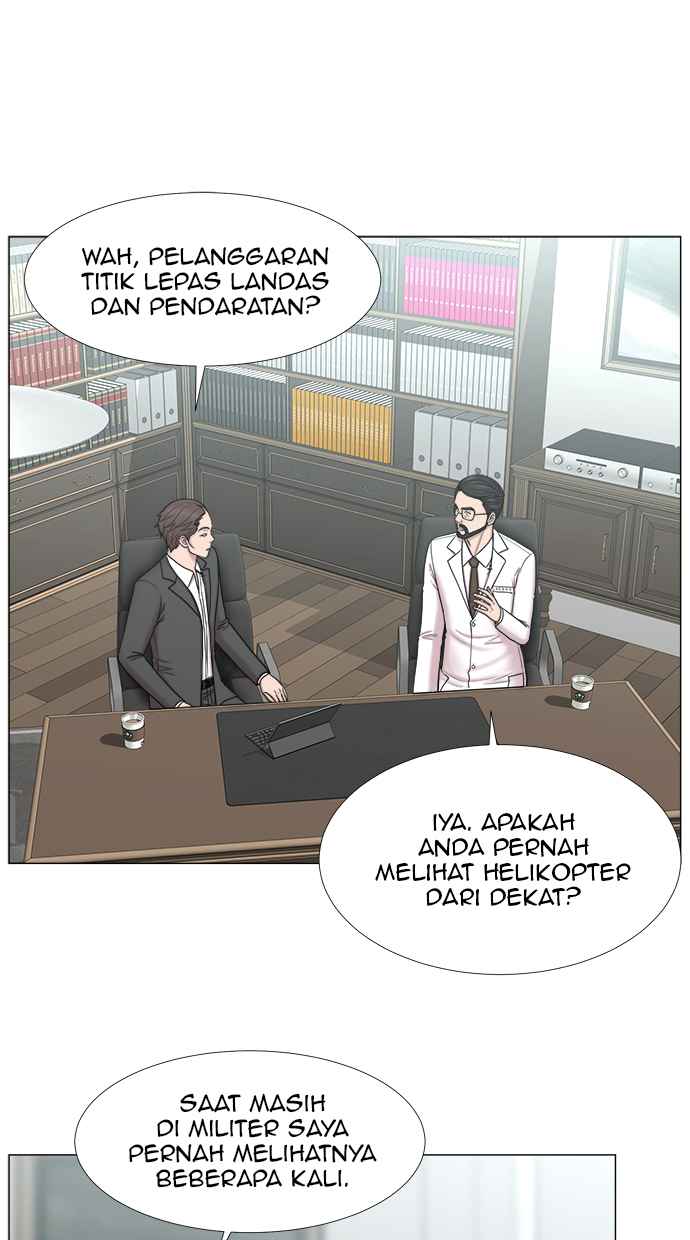 WAH, PELANGGARAN
TITIK LEPAS LANDAS
DAN PENDARATAN?
IYA. APAKAH
ANDA PERNAH
MELIHAT HELIKOPTER
DARI DEKAT?
SAAT MASIH
DI MILITER SAYA
PERNAH MELIHATNYA
BEBERAPA KALI.